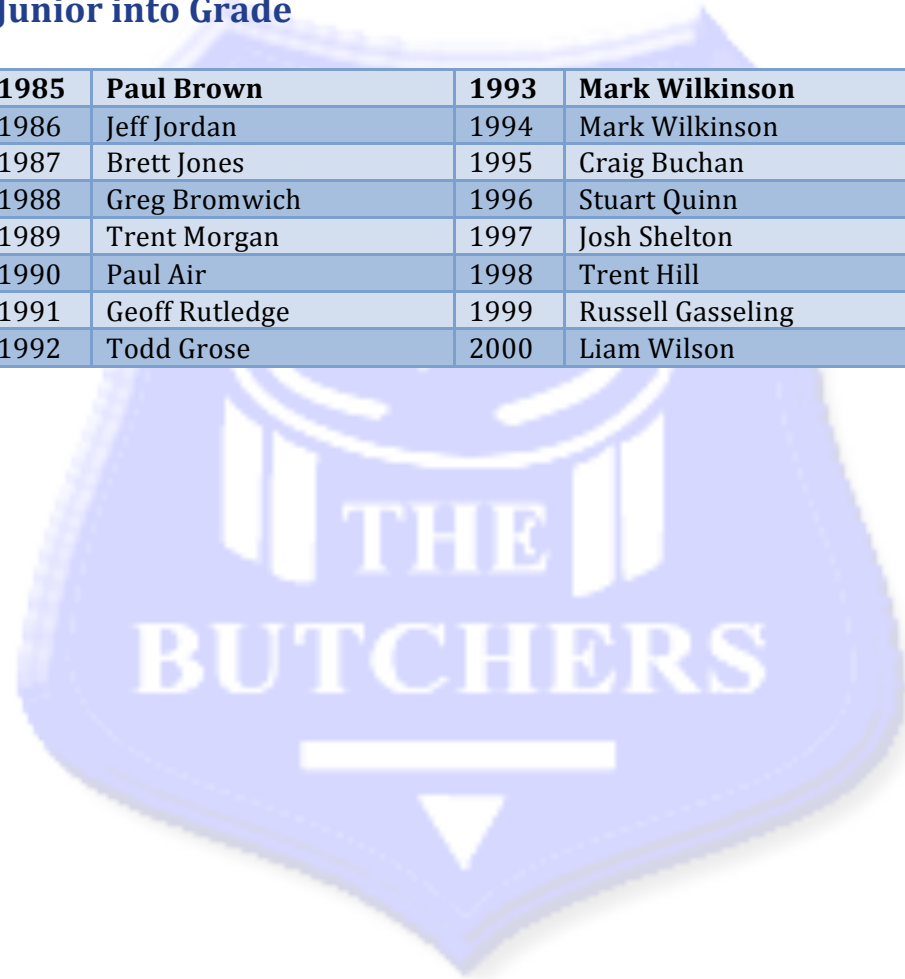 Junior into Grade
1985 Paul Brown 1993 Mark Wilkinson
1986 Jeff Jordan 1994 Mark Wilkinson
1987 Brett Jones 1995 Craig Buchan
1988 Greg Bromwich 1996 Stuart Quinn
1989 Trent Morgan 1997 Josh Shelton
1990 Paul Air 1998 Trent Hill
1991 Geoff Rutledge 1999 Russell Gasseling
1992 Todd Grose 2000 Liam Wilson
THE
BUTCHERS